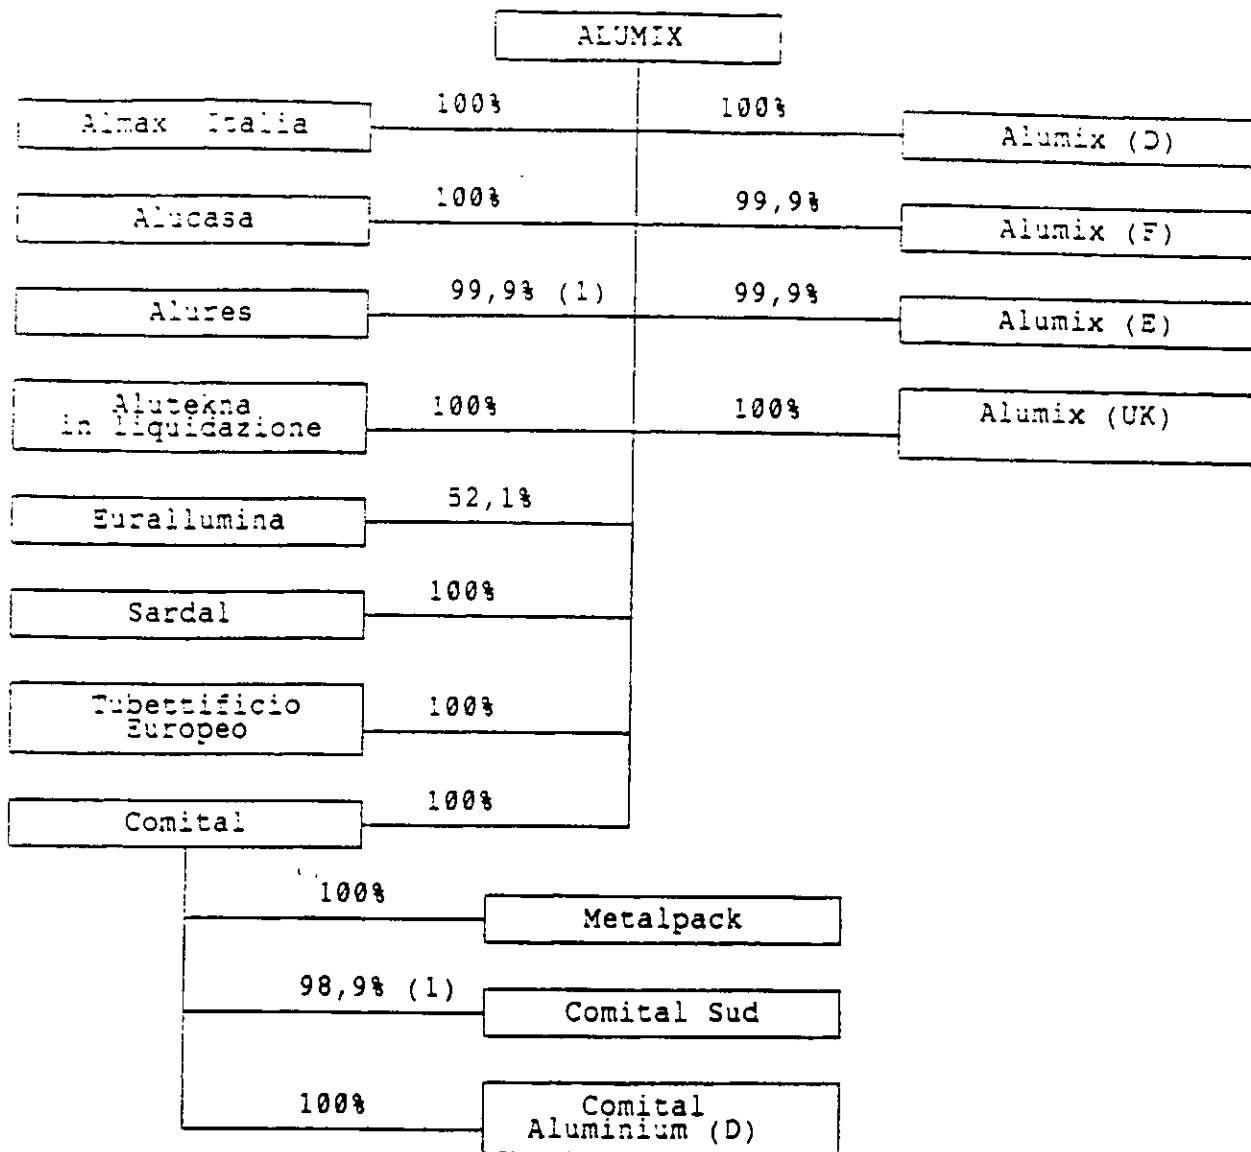 ALUMIX
100% 100%
Almax Italia Alumix (D)
100% 99,9%
Alucasa Alumix (F)
99,9% (1) 99,9%
Alures Alumix (E)
Alutekna
in liquidazione 100% 100% Alumix (UK)
52,1%
Eurallumina
100%
Sardal
Tubettificio
Europeo 100%
100%
Comital
100%
Metalpack
98,9% (1)
Comital Sud
100% Comital
Aluminium (D)